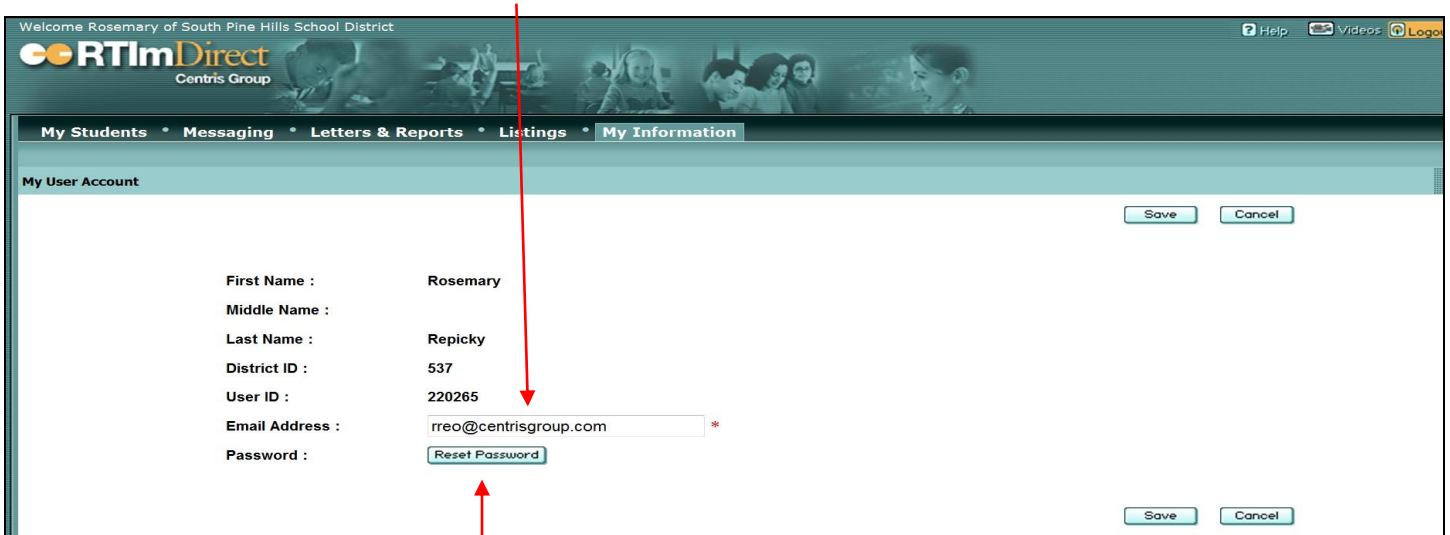 Welcome Rosemary of South Pine Hills School District
Help Videos Logou
RTImDirect
Centris Group
My Students • Messaging • Letters & Reports • Listings • My Information
My User Account
Save Cancel
First Name : Rosemary
Middle Name :
Last Name : Repicky
District ID : 537
User ID : 220265
Email Address : rreo@centrisgroup.com *
Password : Reset Password
Save Cancel